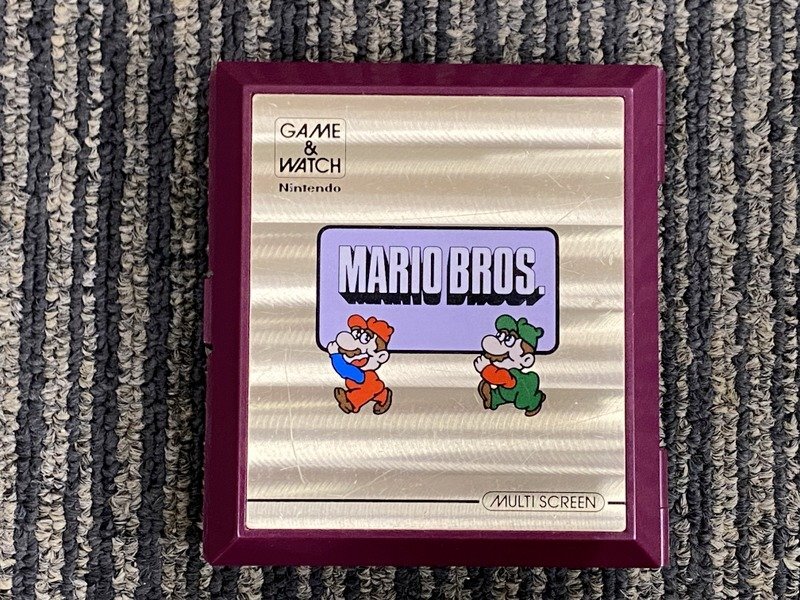 GAME
&
WATCH
Nintendo
MARIO BROS.
MULTI SCREEN